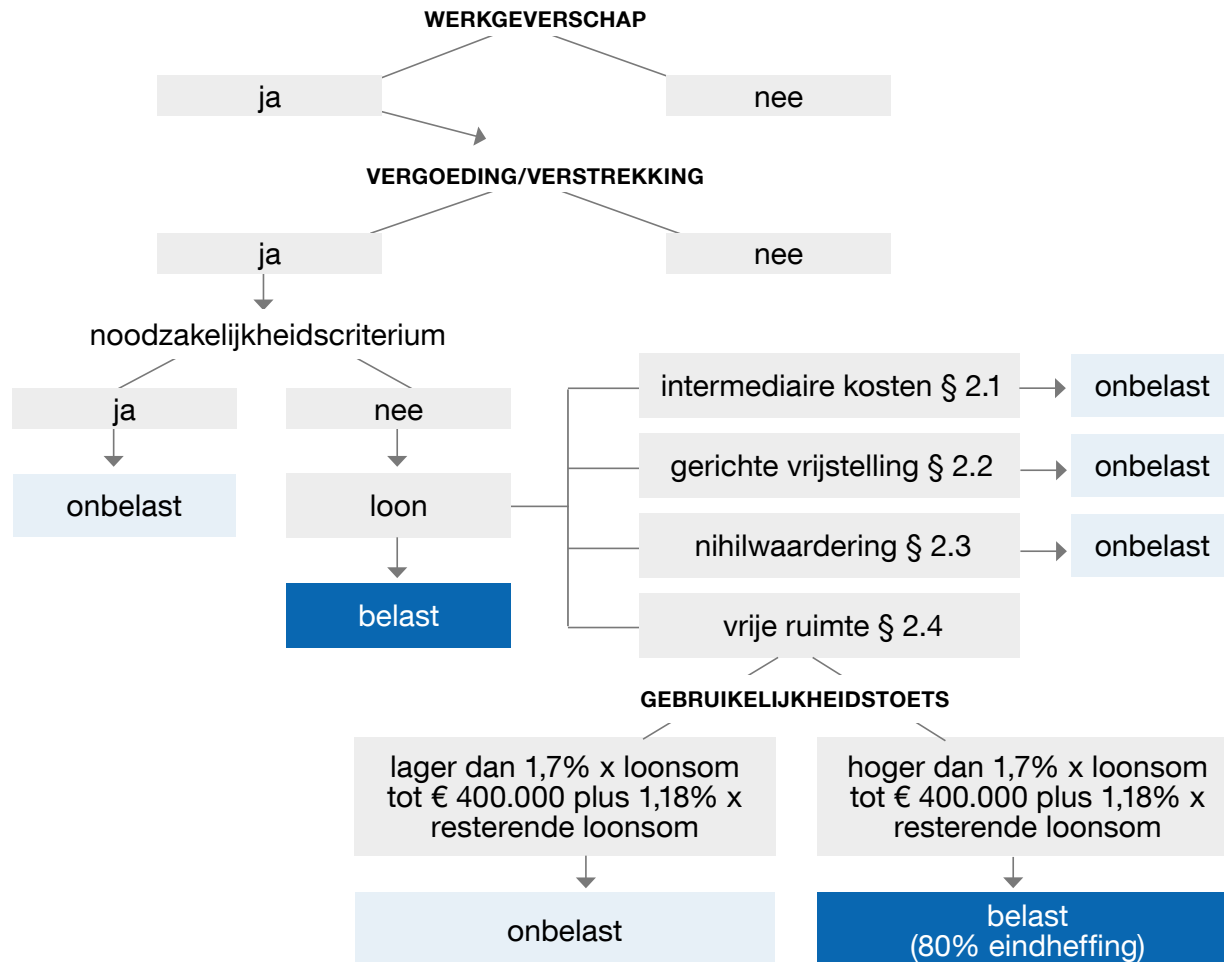 WERKGEVERSCHAP
ja
nee
VERGOEDING/VERSTREKKING
ja
nee
noodzakelijkheidscriterium
ja
nee
onbelast
loon
belast
intermediaire kosten § 2.1
onbelast
gerichte vrijstelling § 2.2
onbelast
nihilwaardering § 2.3
onbelast
vrije ruimte § 2.4
GEBRUIKELIJKHEIDSTOETS
lager dan 1,7% x loonsom
tot € 400.000 plus 1,18% x
resterende loonsom
hoger dan 1,7% x loonsom
tot € 400.000 plus 1,18% x
resterende loonsom
onbelast
belast
(80% eindheffing)